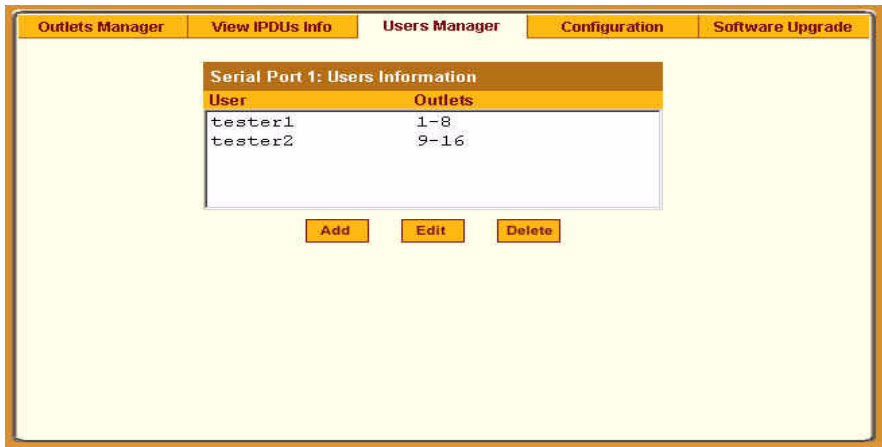 Outlets Manager View IPDUs Info Users Manager Configuration Software Upgrade
Serial Port 1: Users Information
User Outlets
tester1 1-8
tester2 9-16
Add Edit Delete